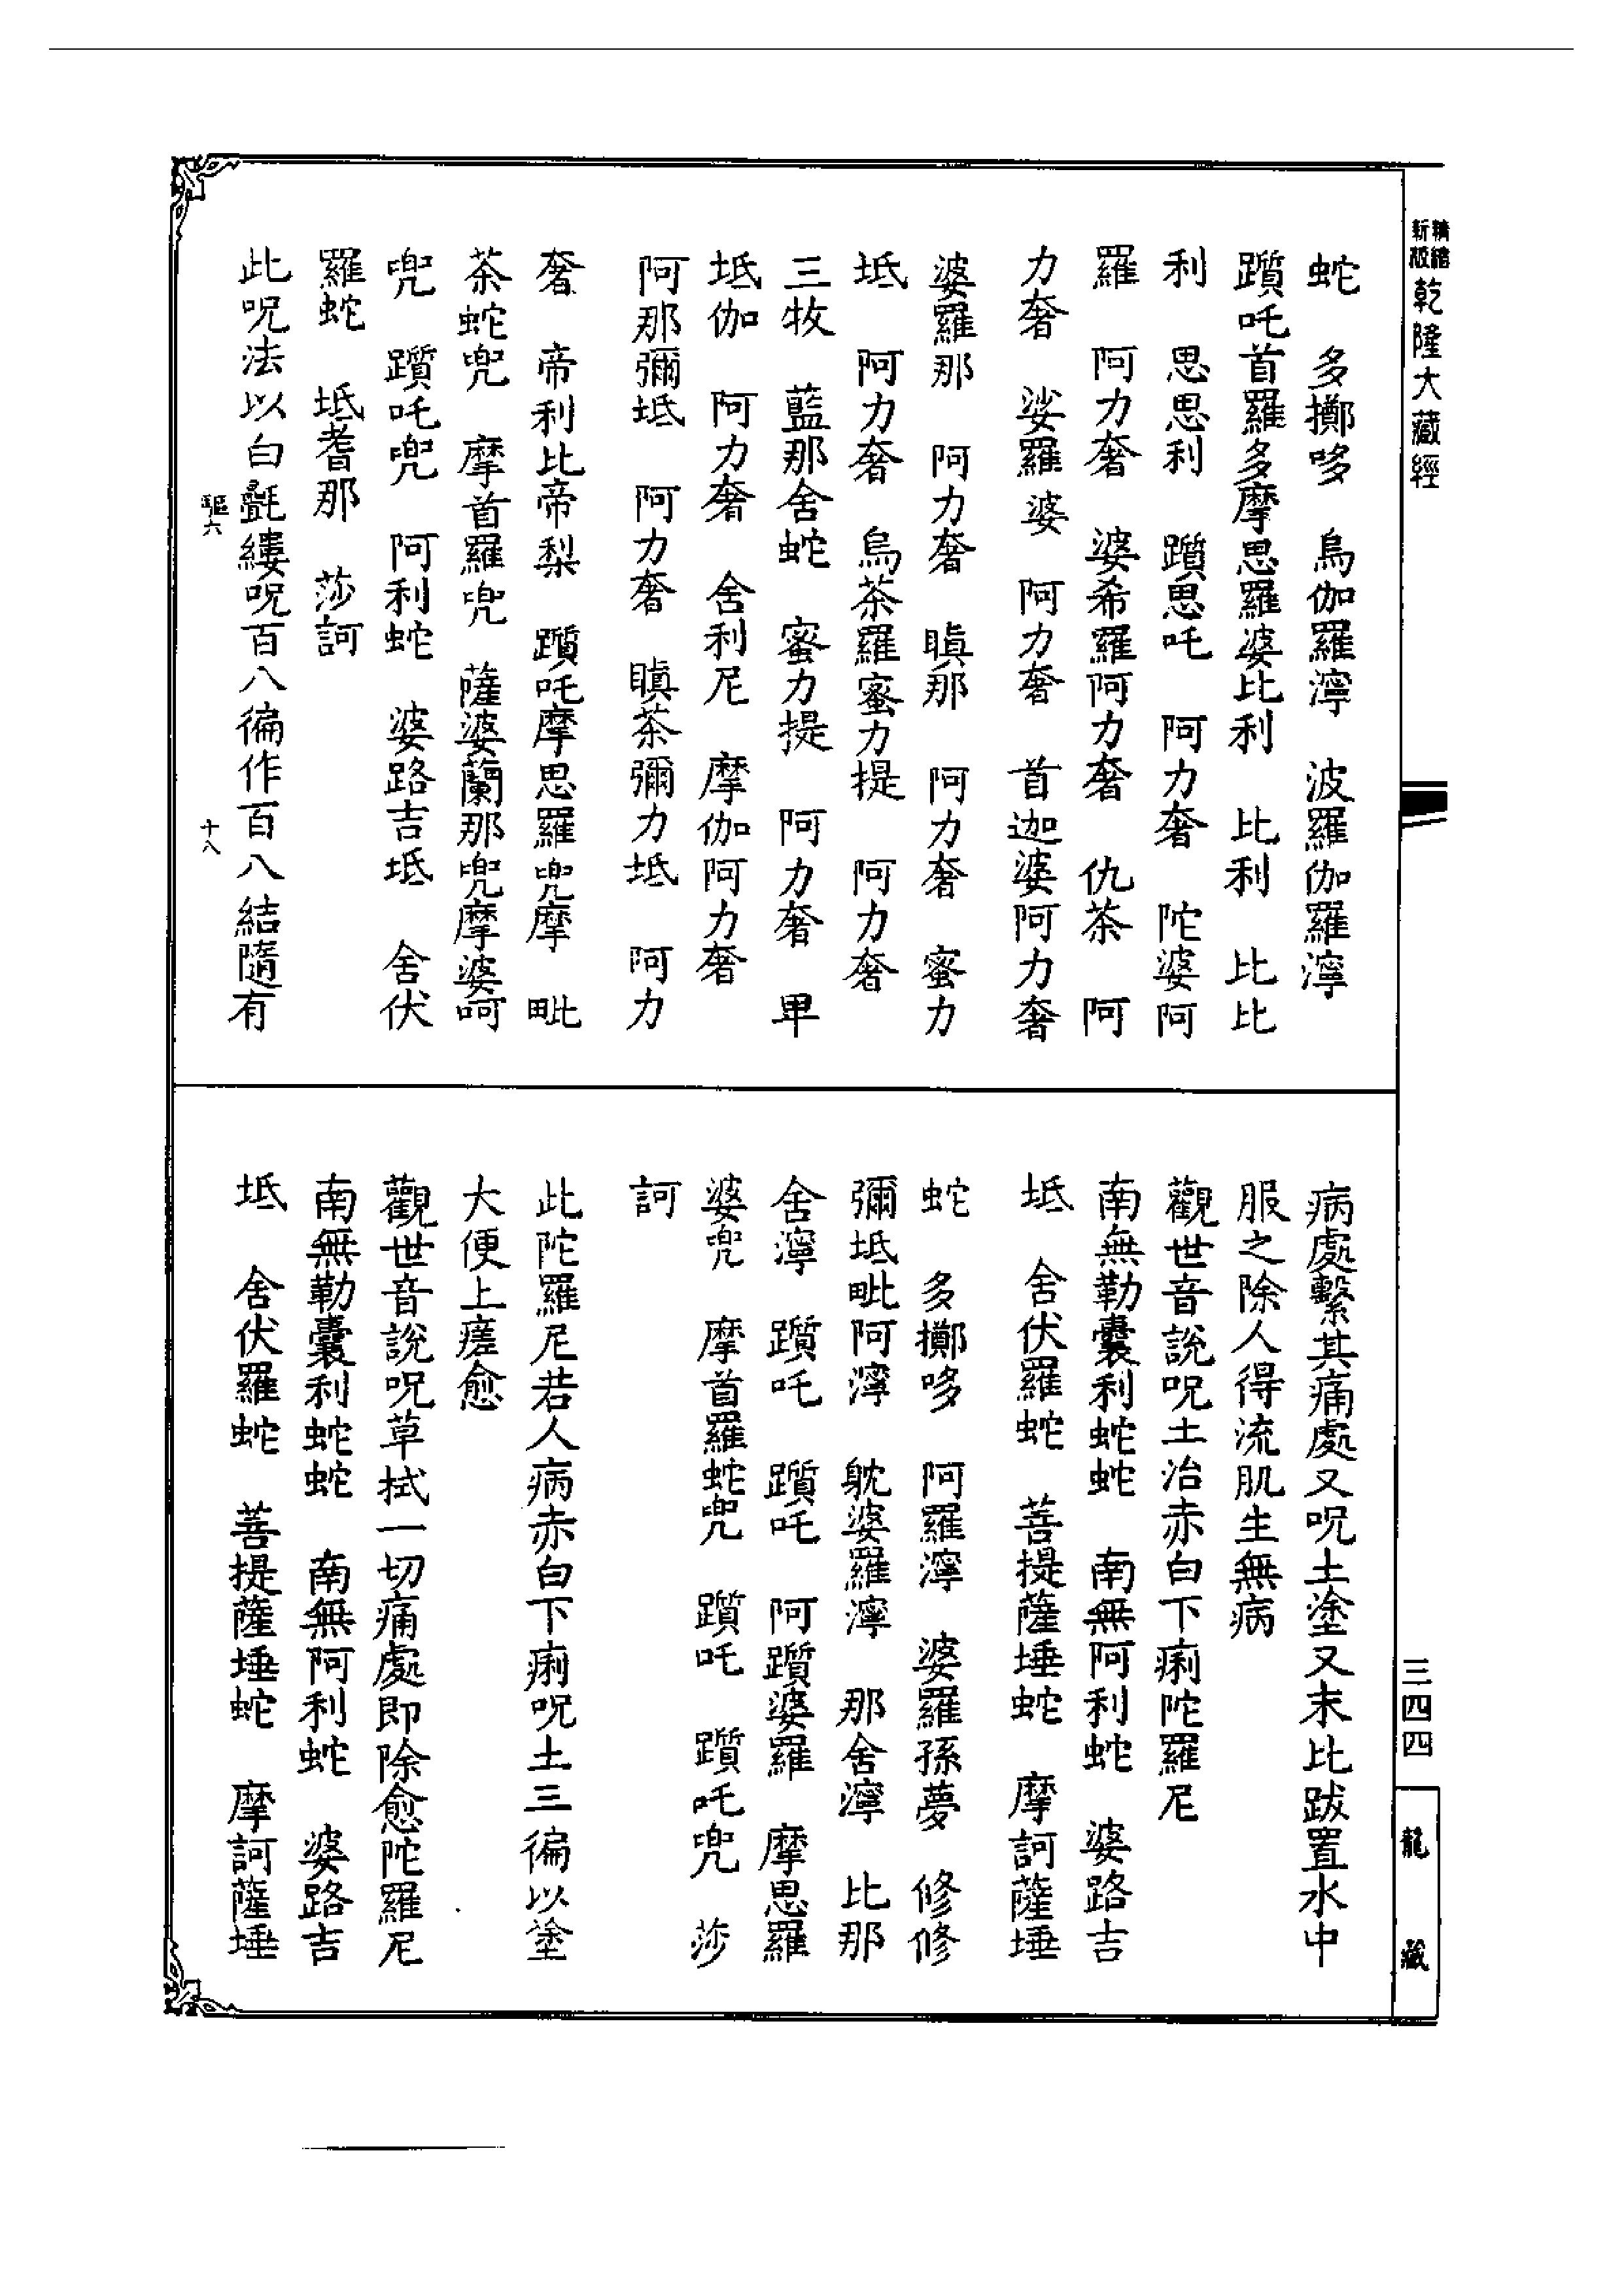 精縮
新版
乾隆大藏經
蛇　多擲哆　烏伽羅濘　波羅伽羅濘
躓吒首羅多摩思羅婆比利　比利　比比
利　思思利　躓思吒　阿力奢　陀婆阿
羅　阿力奢　婆希羅阿力奢　仇茶　阿
力奢　娑羅婆　阿力奢　首迦婆阿力奢
婆羅那　阿力奢　瞋那　阿力奢　蜜力
坻　阿力奢　烏茶羅蜜力提　阿力奢
三牧　藍那舍蛇　蜜力提　阿力奢　畢
坻伽　阿力奢　舍利尼　摩伽阿力奢
阿那彌坻　阿力奢　瞋茶彌力坻　阿力
奢　帝利比帝梨　躓吒摩思羅兜摩　毗
茶蛇兜　摩首羅兜　薩婆蘭那兜摩婆呵
兜　躓吒兜　阿利蛇　婆路吉坻　舍伏
羅蛇　坻耆那　莎訶
此呪法以白㲲縷呪百八徧作百八結隨有
驅六
十八
病處繫其痛處又呪土塗又末比跋置水中
服之除人得流肌生無病
觀世音說呪土治赤白下痢陀羅尼
南無勒囊利蛇蛇　南無阿利蛇　婆路吉
坻　舍伏羅蛇　菩提薩埵蛇　摩訶薩埵
蛇　多擲哆　阿羅濘　婆羅孫夢　修修
彌坻毗阿濘　躭婆羅濘　那舍濘　比那
舍濘　躓吒　躓吒　阿躓婆羅　摩思羅
婆兜　摩首羅蛇兜　躓吒　躓吒兜　莎
訶
此陀羅尼若人病赤白下痢呪土三徧以塗
大便上瘥愈
觀世音說呪草拭一切痛處即除愈陀羅尼
南無勒囊利蛇蛇　南無阿利蛇　婆路吉
坻　舍伏羅蛇　菩提薩埵蛇　摩訶薩埵
三四四
龍藏